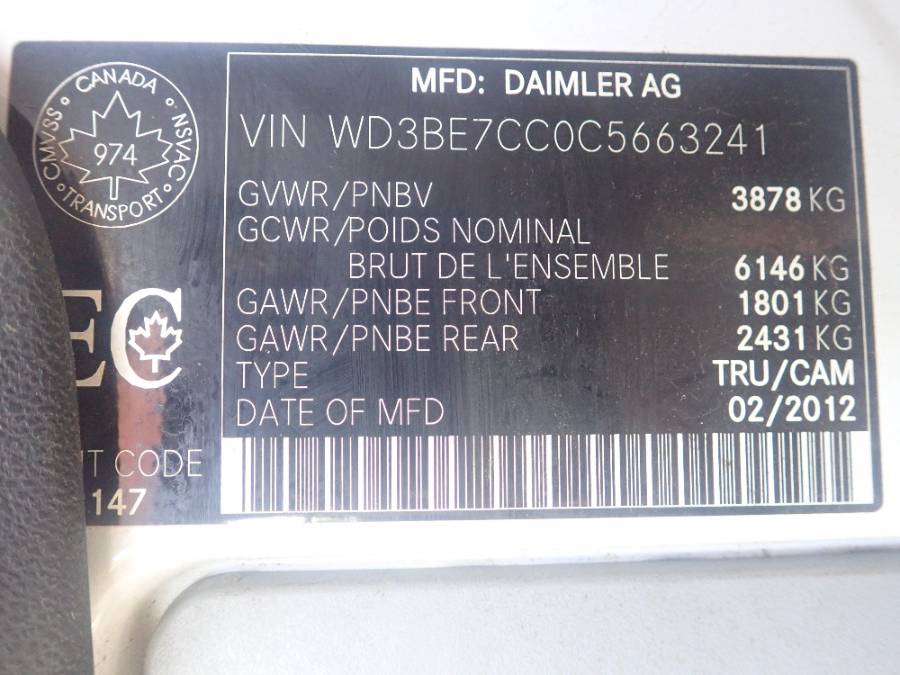 CANADA
CMVSS
NSVAC
974
TRANSPORT
EC
T CODE
147
MFD: DAIMLER AG
VIN WD3BE7CC0C5663241
GVWR/PNBV 3878 KG
GCWR/POIDS NOMINAL
BRUT DE L'ENSEMBLE 6146 KG
GAWR/PNBE FRONT 1801 KG
GAWR/PNBE REAR 2431 KG
TYPE TRU/CAM
DATE OF MFD 02/2012